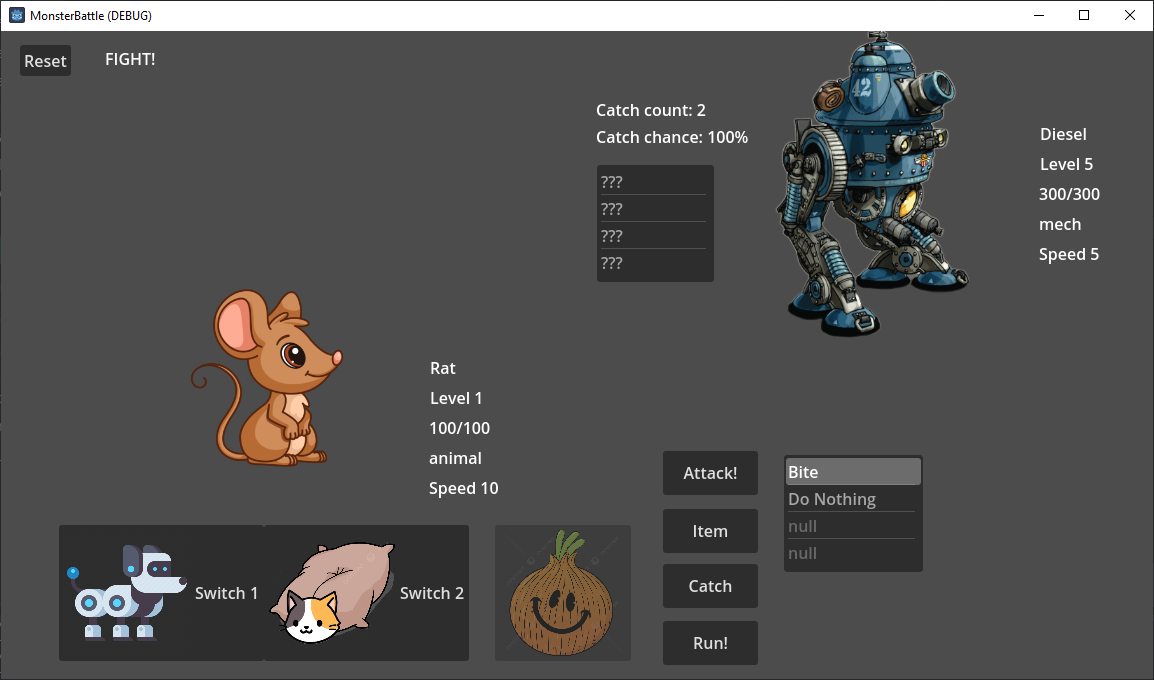 MonsterBattle (DEBUG)
Reset
FIGHT!
42
Catch count: 2
Catch chance: 100%
???
???
???
???
Diesel
Level 5
300/300
mech
Speed 5
Rat
Level 1
100/100
animal
Speed 10
Attack!
Item
Catch
Run!
Bite
Do Nothing
null
null
Switch 1
Switch 2